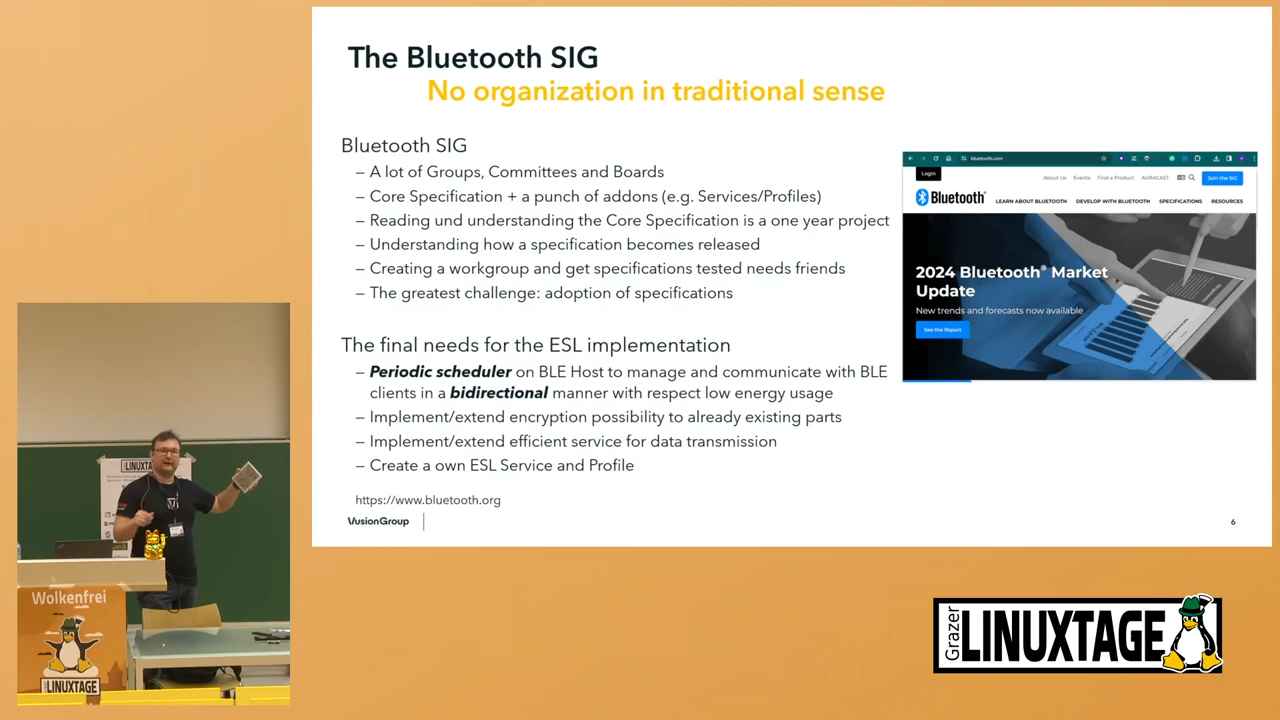 The Bluetooth SIG
No organization in traditional sense
Bluetooth SIG
– A lot of Groups, Committees and Boards
– Core Specification + a punch of addons (e.g. Services/Profiles)
– Reading und understanding the Core Specification is a one year project
– Understanding how a specification becomes released
– Creating a workgroup and get specifications tested needs friends
– The greatest challenge: adoption of specifications
The final needs for the ESL implementation
– Periodic scheduler on BLE Host to manage and communicate with BLE
clients in a bidirectional manner with respect low energy usage
– Implement/extend encryption possibility to already existing parts
– Implement/extend efficient service for data transmission
– Create a own ESL Service and Profile
https://www.bluetooth.org
VusionGroup
6
bluetooth.com
Login
About Us Events Find a Product AURACAST Join the SIG
Bluetooth® LEARN ABOUT BLUETOOTH DEVELOP WITH BLUETOOTH SPECIFICATIONS RESOURCES
2024 Bluetooth® Market
Update
New trends and forecasts now available
See the Report
LINUXTA
Wolkenfrei
LINUXTAGE
Grazer
LINUXTAGE